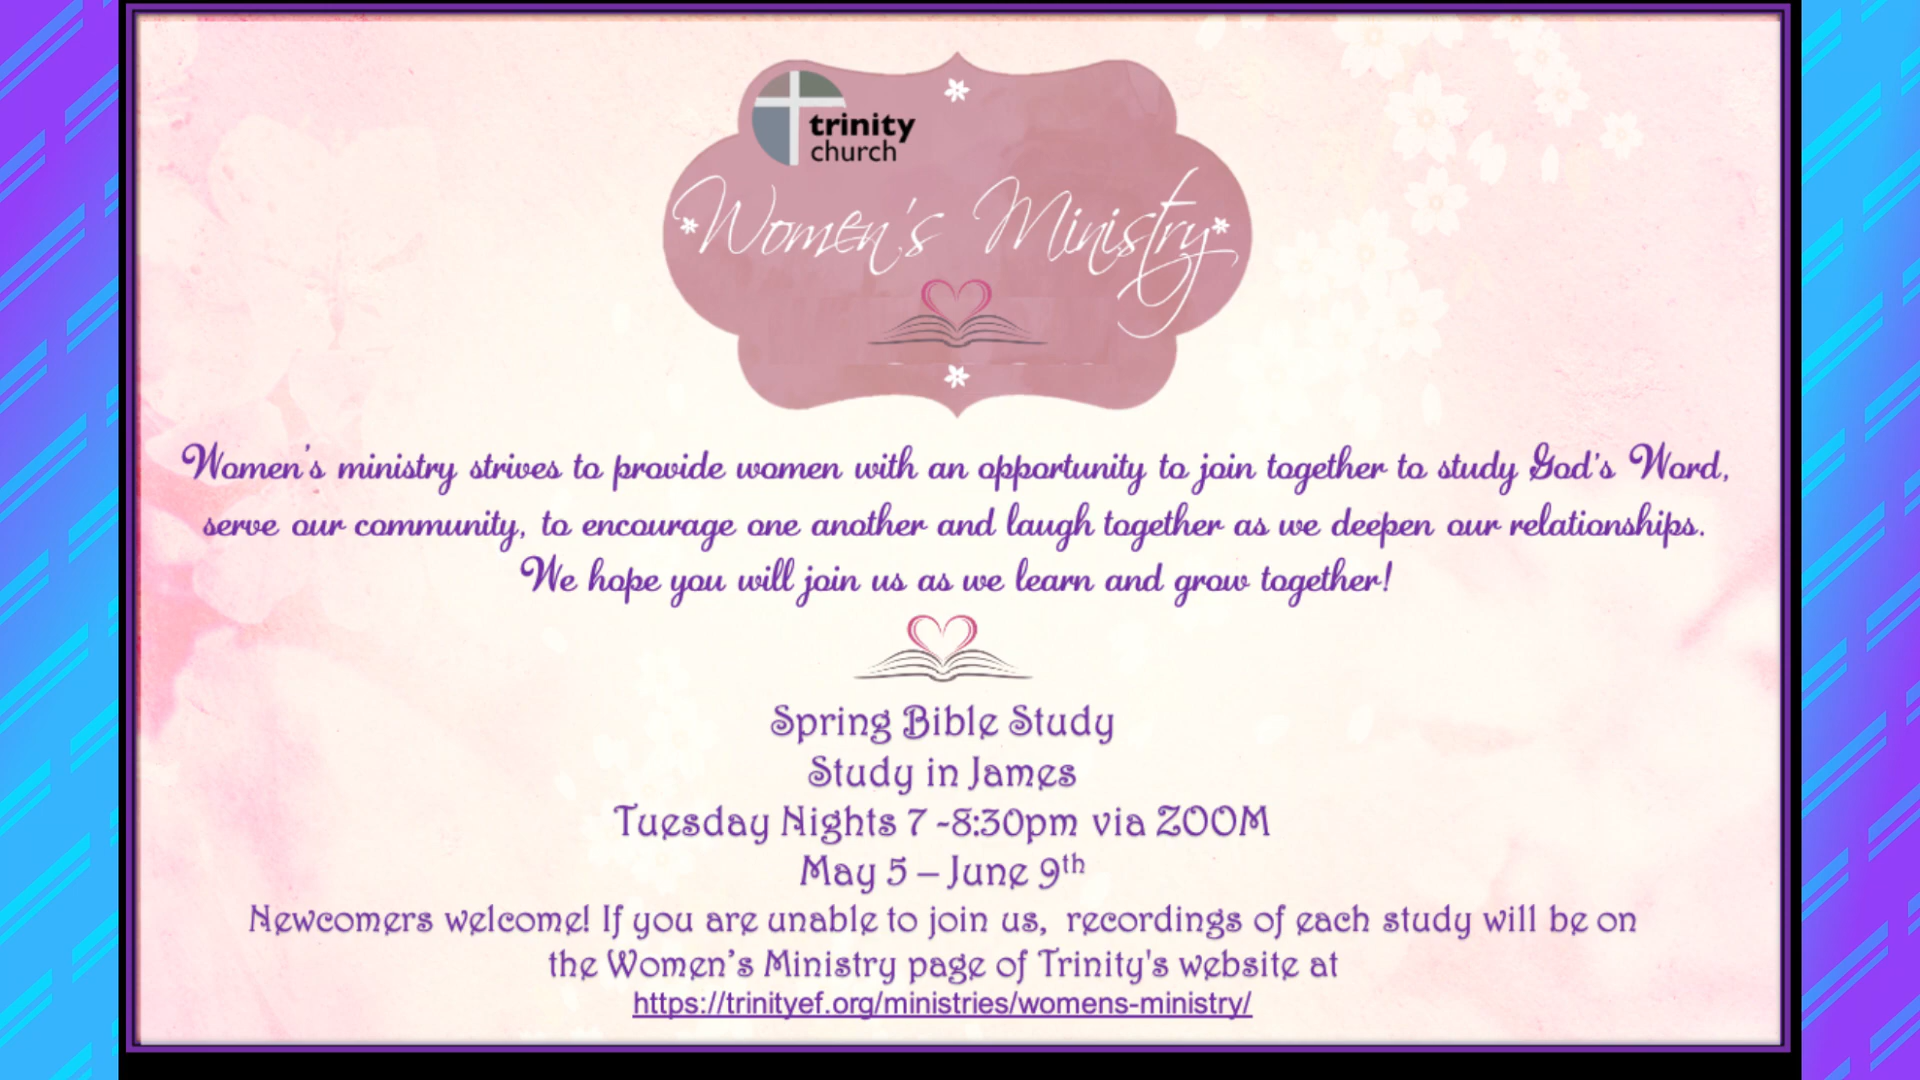 trinity
church
Women's Ministry
Women's ministry strives to provide women with an opportunity to join together to study God's Word,
serve our community, to encourage one another and laugh together as we deepen our relationships.
We hope you will join us as we learn and grow together!
Spring Bible Study
Study in James
Tuesday Nights 7 -8:30pm via ZOOM
May 5 – June 9th
Newcomers welcome! If you are unable to join us, recordings of each study will be on
the Women’s Ministry page of Trinity's website at
https://trinityef.org/ministries/womens-ministry/